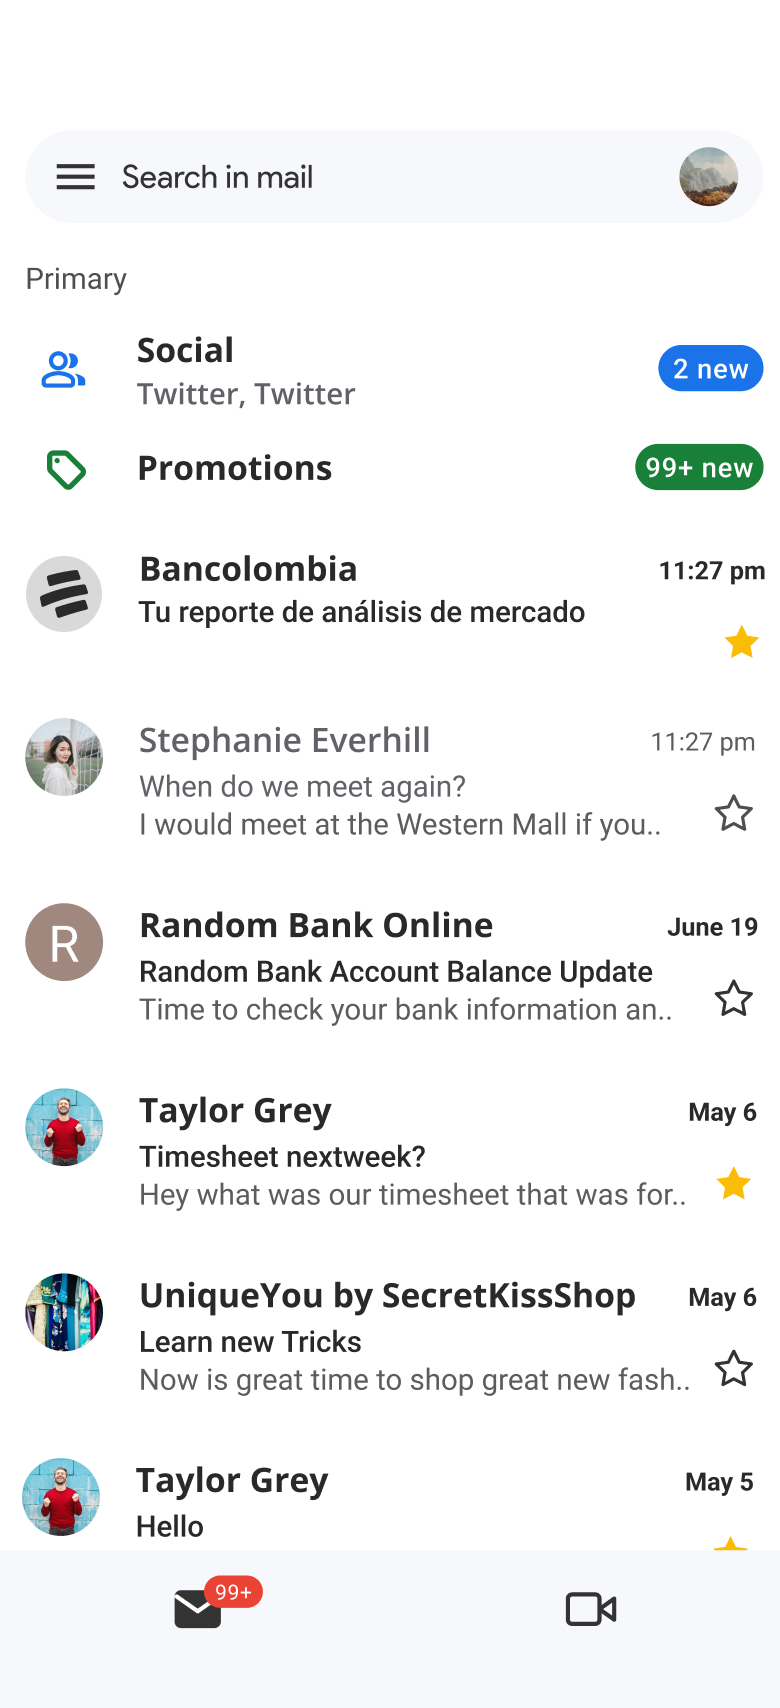 Search in mail
Primary
Social
2 new
Twitter, Twitter
Promotions
99+ new
Bancolombia
11:27 pm
Tu reporte de análisis de mercado
Stephanie Everhill
11:27 pm
When do we meet again?
I would meet at the Western Mall if you..
R
Random Bank Online
June 19
Random Bank Account Balance Update
Time to check your bank information an..
Taylor Grey
May 6
Timesheet nextweek?
Hey what was our timesheet that was for..
UniqueYou by SecretKissShop
May 6
Learn new Tricks
Now is great time to shop great new fash..
Taylor Grey
May 5
Hello
99+